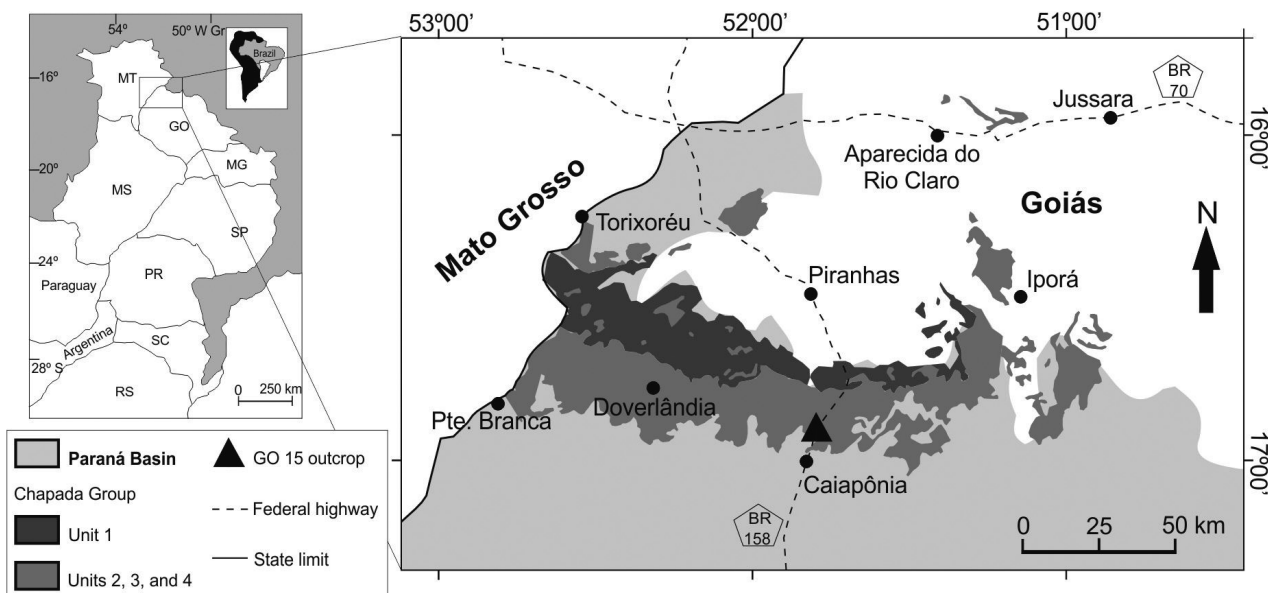 54º
50º W Gr
Brazil
16º
MT
GO
MG
20º
MS
SP
24º
Paraguay
PR
Argentina
SC
28º S
RS
0 250 km
Paraná Basin
Chapada Group
Unit 1
Units 2, 3, and 4
GO 15 outcrop
Federal highway
State limit
53º00'
52º00'
51º00'
BR
70
Jussara
16º00'
Aparecida do
Rio Claro
Mato Grosso
Goiás
N
Torixoréu
Piranhas
Iporá
Doverlândia
Pte. Branca
17º00'
Caiapônia
BR
158
0 25 50 km